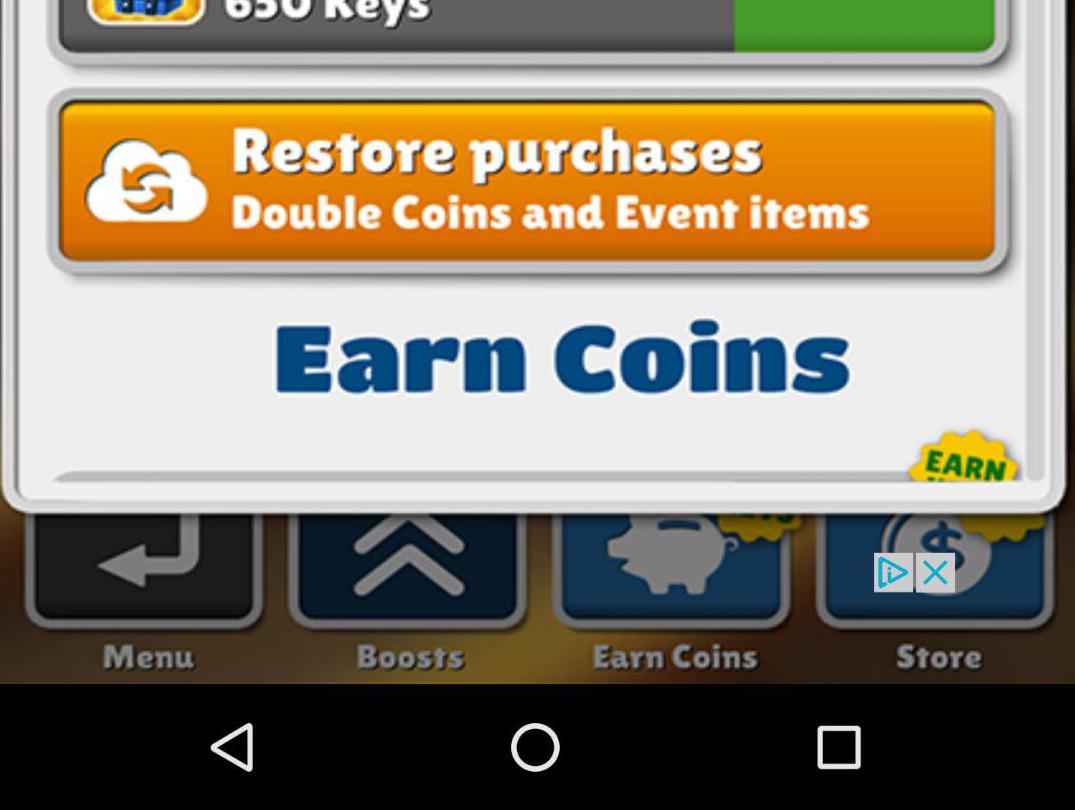 650 Keys
Restore purchases
Double Coins and Event items
Earn Coins
EARN
Menu
Boosts
Earn Coins
Store